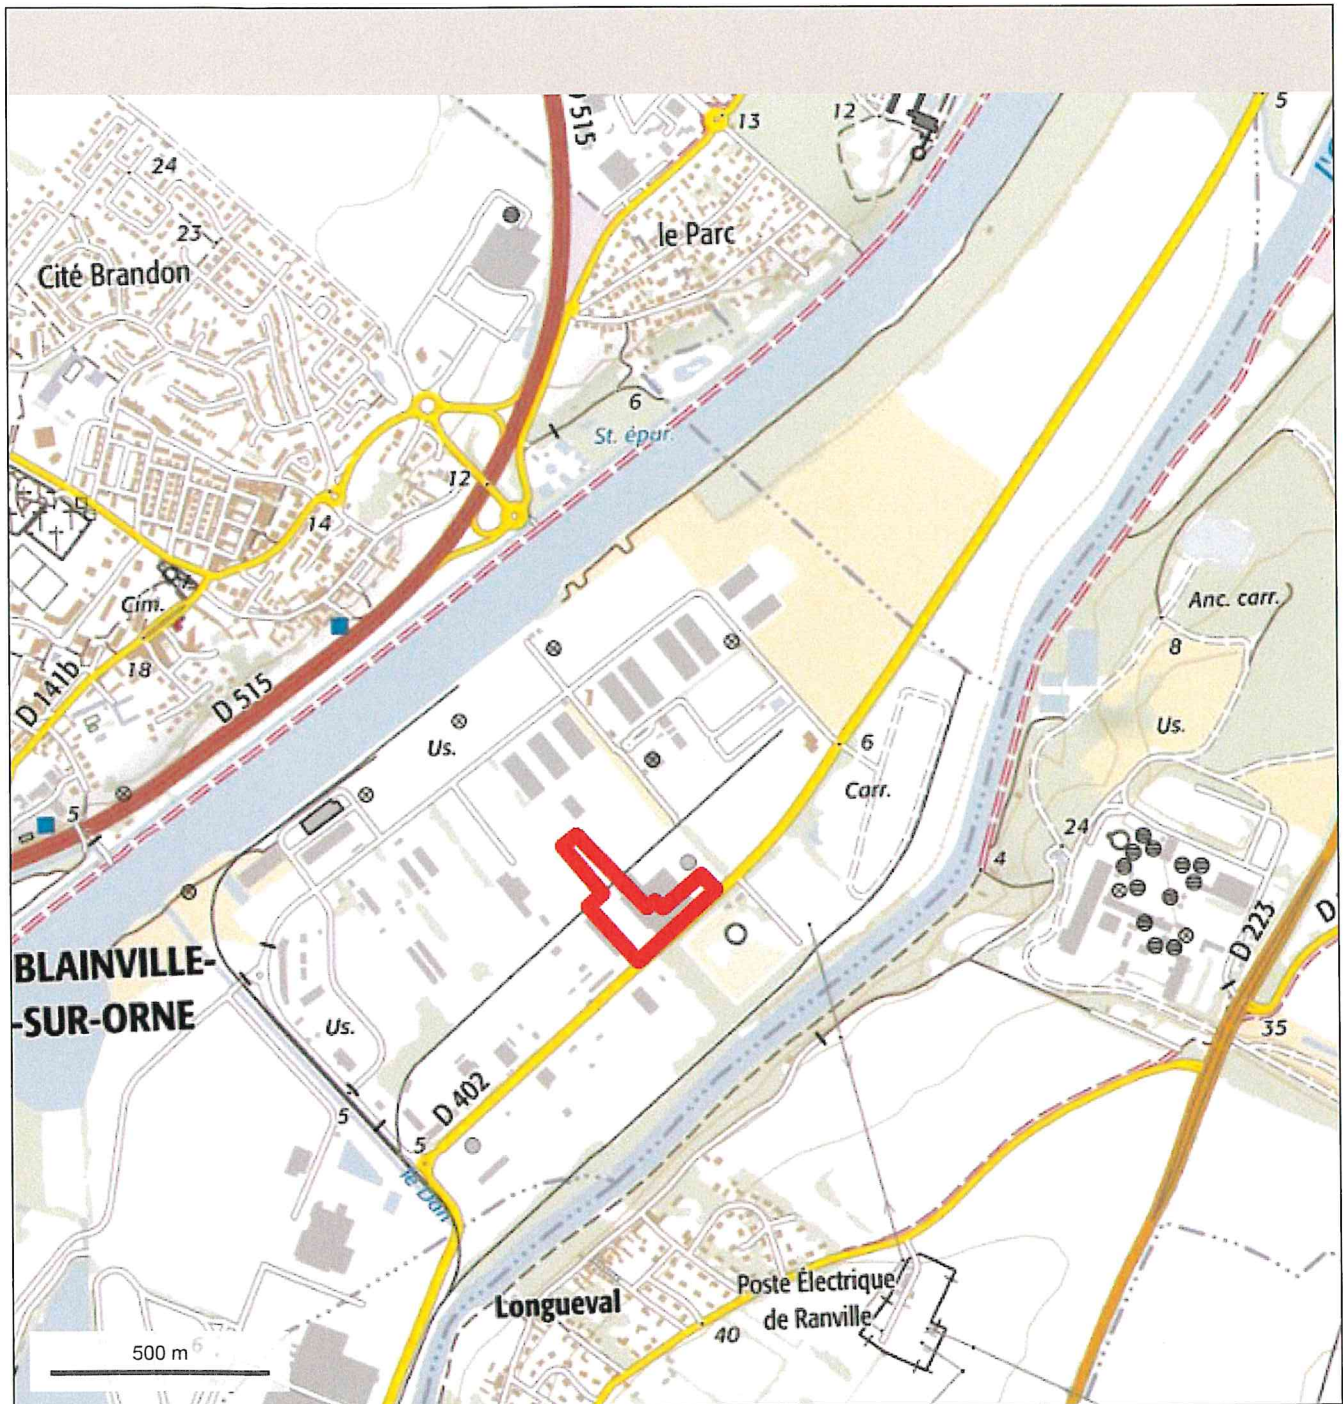 D 515
5
13
12
24
23
le Parc
Cité Brandon
6
St. épur.
12
14
Anc. carr.
Cim.
8
18
D 141b
D 515
Us.
Us.
6
Carr.
5
24
4
D 223
D
BLAINVILLE-
-SUR-ORNE
Us.
35
D 402
5
5
le Dan
Poste Électrique
de Ranville
Longueval
40
6
500 m